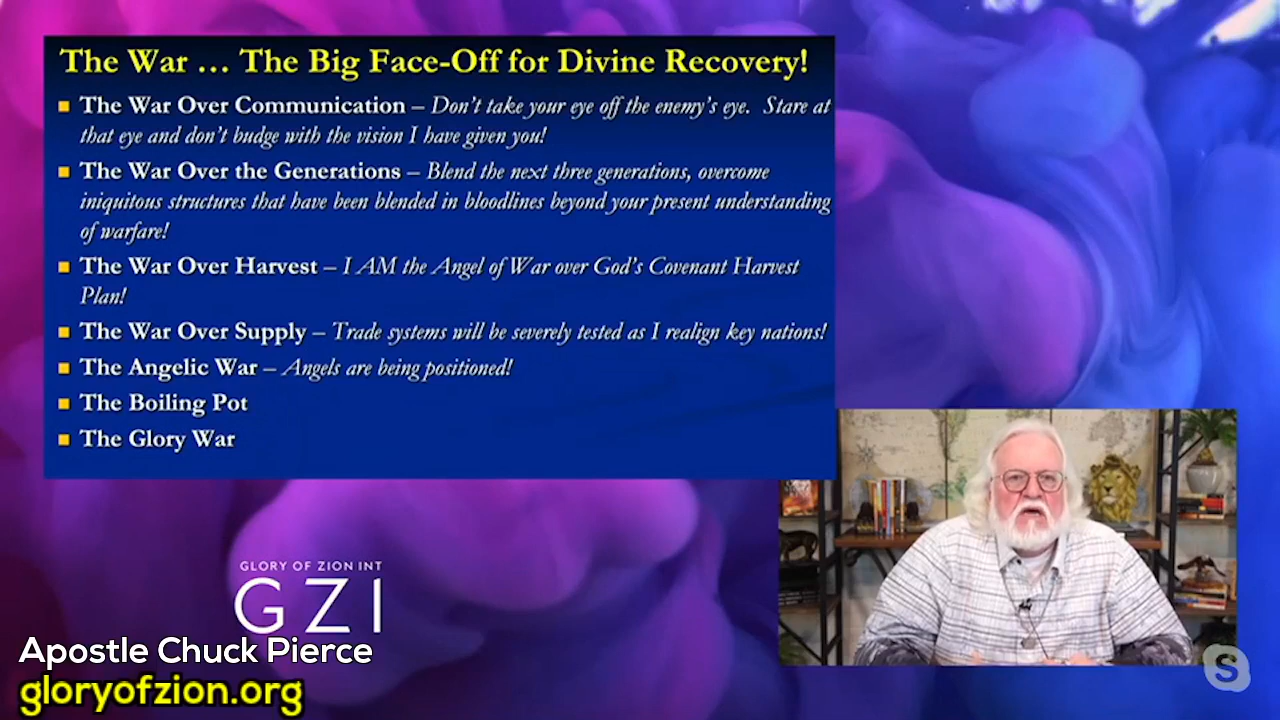 The War … The Big Face-Off for Divine Recovery!
The War Over Communication – Don't take your eye off the enemy's eye. Stare at
that eye and don't budge with the vision I have given you!
The War Over the Generations – Blend the next three generations, overcome
iniquitous structures that have been blended in bloodlines beyond your present understanding
of warfare!
The War Over Harvest – I AM the Angel of War over God's Covenant Harvest
Plan!
The War Over Supply – Trade systems will be severely tested as I realign key nations!
The Angelic War – Angels are being positioned!
The Boiling Pot
The Glory War
GLORY OF ZION INT
GZI
Apostle Chuck Pierce
gloryofzion.org
S